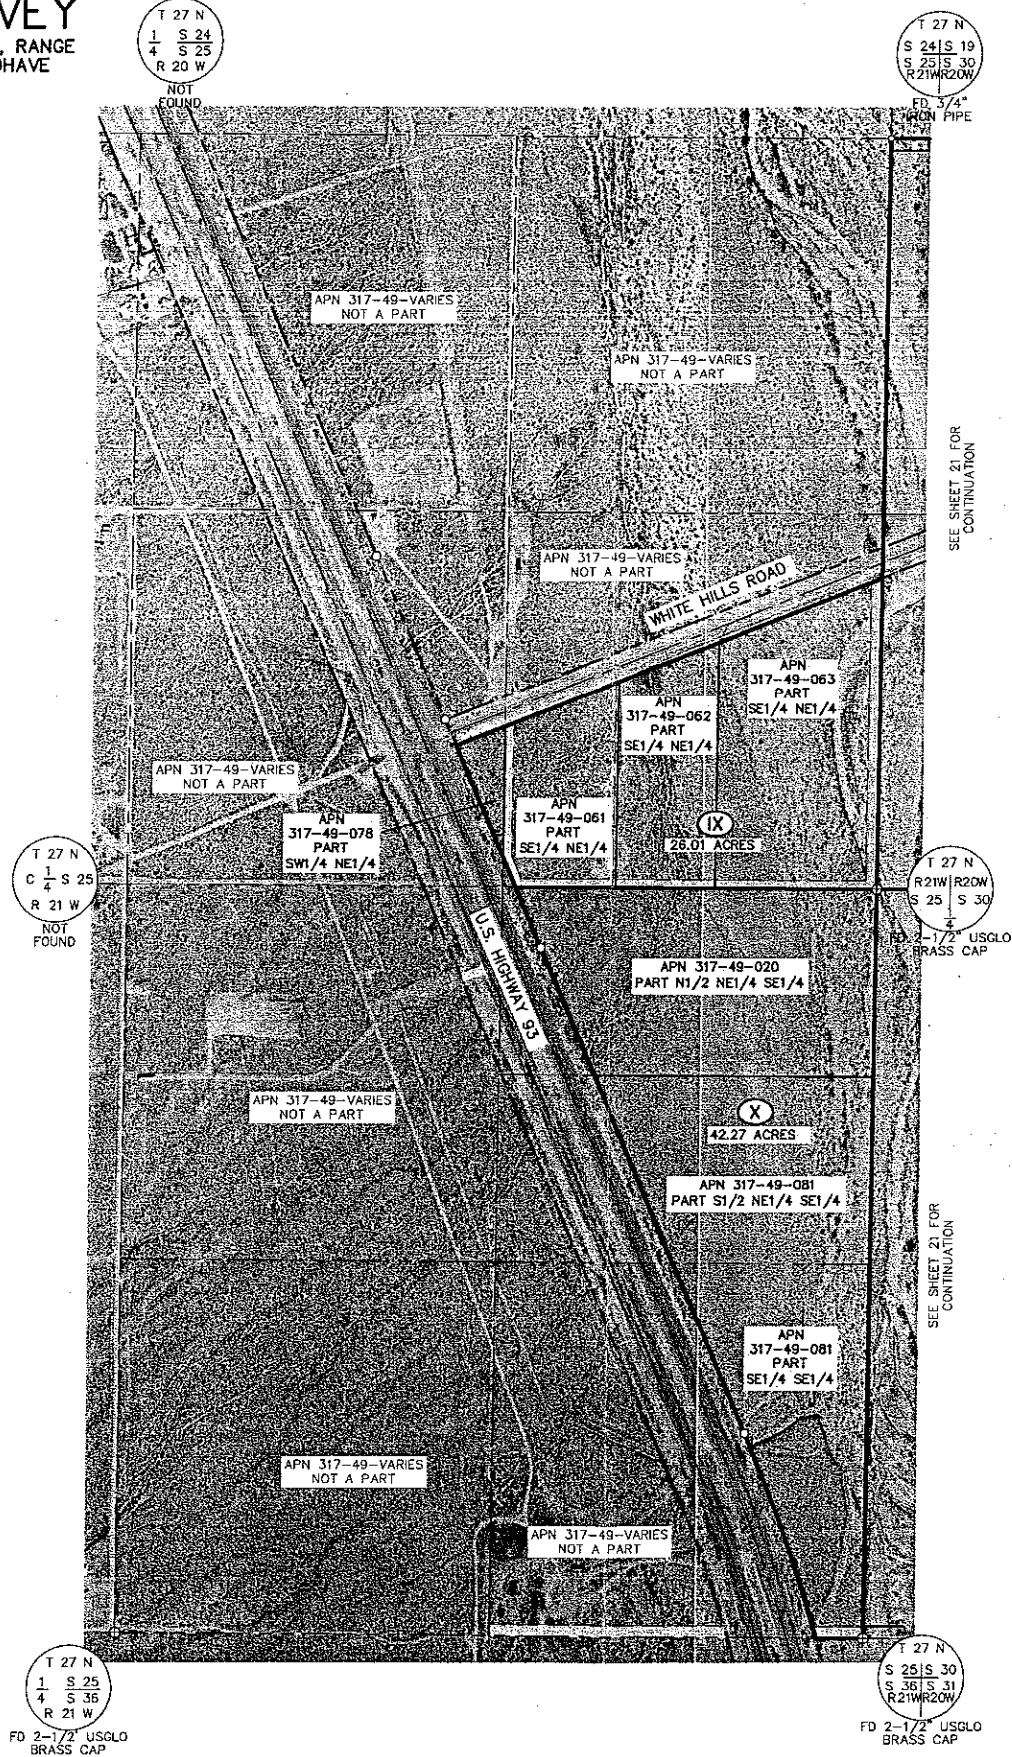 VEY
, RANGE
OHAVE
T 27 N
1 S 24
4 S 25
R 20 W
NOT
FOUND
T 27 N
S 24 S 19
S 25 S 30
R21W R20W
FD 3/4"
IRON PIPE
APN 317-49-VARIES
NOT A PART
APN 317-49-VARIES
NOT A PART
SEE SHEET 21 FOR
CONTINUATION
APN 317-49-VARIES
NOT A PART
WHITE HILLS ROAD
APN
317-49-063
PART
SE1/4 NE1/4
APN
317-49-062
PART
SE1/4 NE1/4
APN 317-49-VARIES
NOT A PART
APN
317-49-078
PART
SW1/4 NE1/4
APN
317-49-061
PART
SE1/4 NE1/4
IX
26.01 ACRES
T 27 N
C 1/4 S 25
R 21 W
NOT
FOUND
T 27 N
R21W R20W
S 25 S 30
1
4
FD 2-1/2" USGLO
BRASS CAP
U.S. HIGHWAY 93
APN 317-49-020
PART N1/2 NE1/4 SE1/4
APN 317-49-VARIES
NOT A PART
X
42.27 ACRES
APN 317-49-081
PART S1/2 NE1/4 SE1/4
SEE SHEET 21 FOR
CONTINUATION
APN
317-49-081
PART
SE1/4 SE1/4
APN 317-49-VARIES
NOT A PART
APN 317-49-VARIES
NOT A PART
T 27 N
1 S 25
4 S 36
R 21 W
FD 2-1/2" USGLO
BRASS CAP
T 27 N
S 25 S 30
S 36 S 31
R21W R20W
FD 2-1/2" USGLO
BRASS CAP